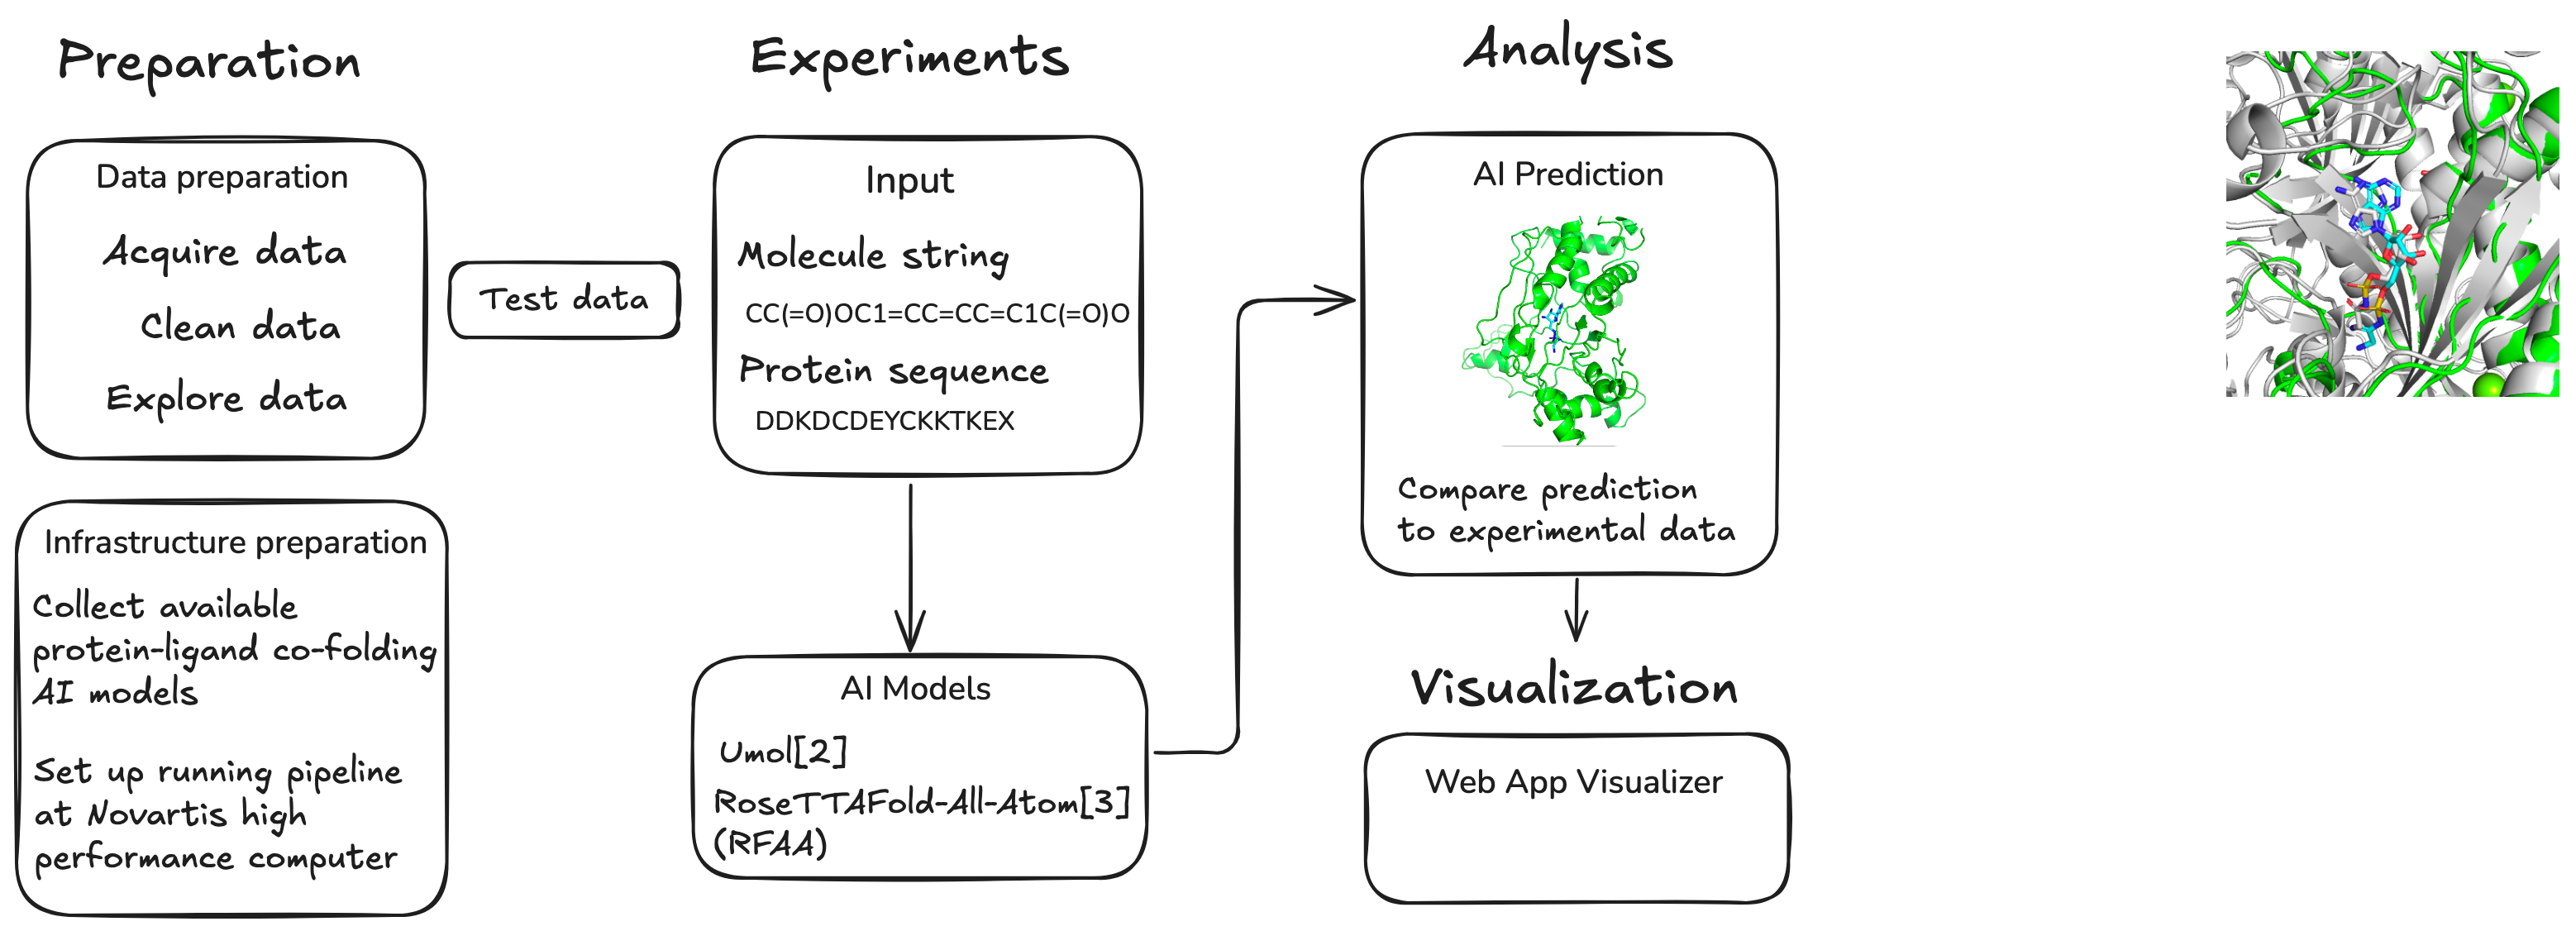 Preparation
Data preparation
Acquire data
Clean data
Explore data
Infrastructure preparation
Collect available
protein-ligand co-folding
AI models
Set up running pipeline
at Novartis high
performance computer
Test data
Experiments
Input
Molecule string
CC(=O)OC1=CC=CC=C1C(=O)O
Protein sequence
DDKDCDEYCKKTKEX
AI Models
Umol[2]
RoseTTAFold-All-Atom[3]
(RFAA)
Analysis
AI Prediction
Compare prediction
to experimental data
Visualization
Web App Visualizer